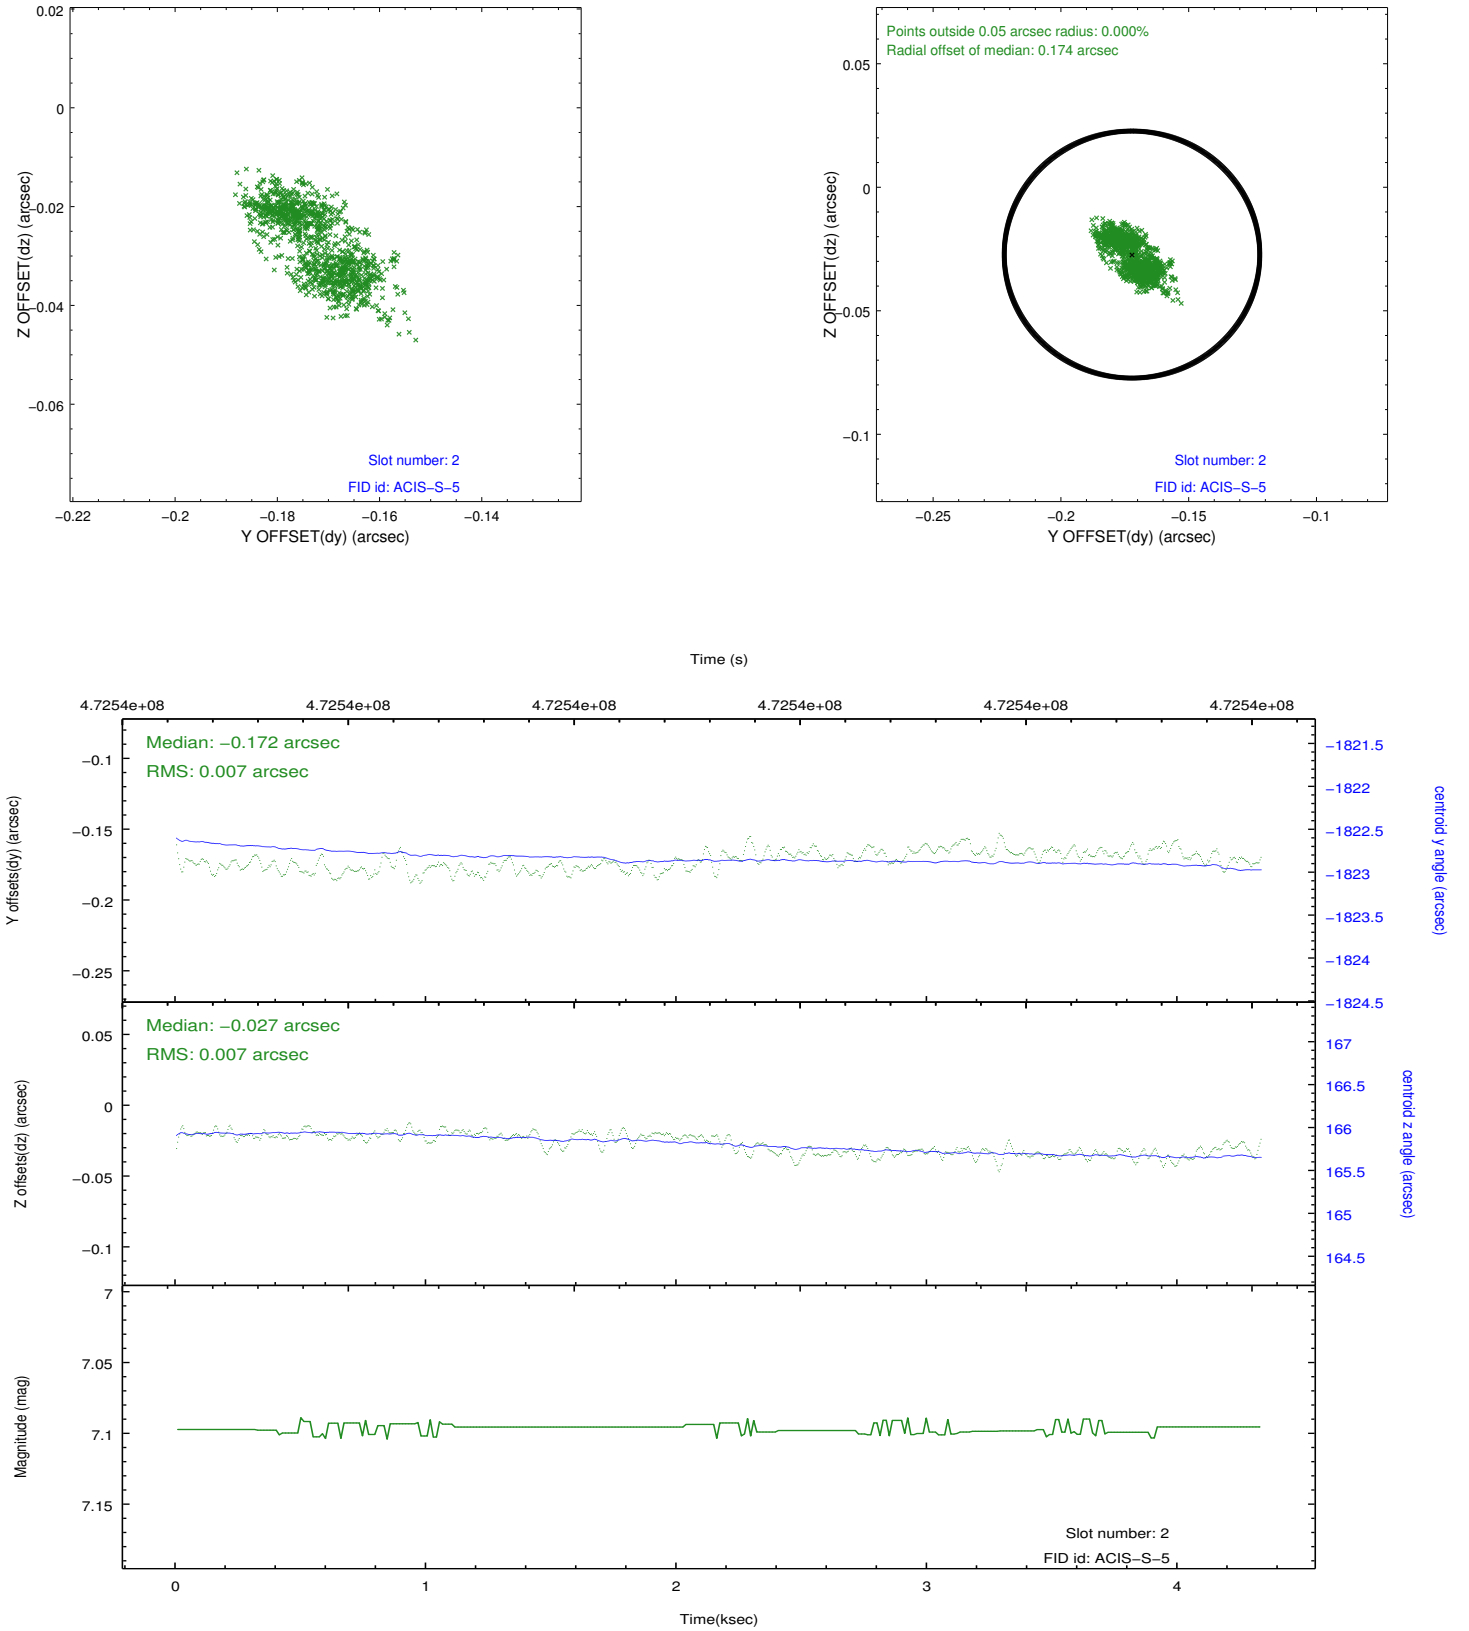 0.02
0
−0.02
−0.04
−0.06
Z OFFSET(dz) (arcsec)
Slot number: 2
FID id: ACIS−S−5
−0.22
−0.2
−0.18
−0.16
−0.14
Y OFFSET(dy) (arcsec)
Points outside 0.05 arcsec radius: 0.000%
Radial offset of median: 0.174 arcsec
0.05
0
−0.05
−0.1
Z OFFSET(dz) (arcsec)
Slot number: 2
FID id: ACIS−S−5
−0.25
−0.2
−0.15
−0.1
Y OFFSET(dy) (arcsec)
Time (s)
4.7254e+08
4.7254e+08
4.7254e+08
4.7254e+08
4.7254e+08
4.7254e+08
Median: −0.172 arcsec
RMS: 0.007 arcsec
−0.1
−0.15
−0.2
−0.25
Y offsets(dy) (arcsec)
−1821.5
−1822
−1822.5
−1823
−1823.5
−1824
−1824.5
centroid y angle (arcsec)
Median: −0.027 arcsec
RMS: 0.007 arcsec
0.05
0
−0.05
−0.1
Z offsets(dz) (arcsec)
167
166.5
166
165.5
165
164.5
centroid z angle (arcsec)
7
7.05
7.1
7.15
Magnitude (mag)
Slot number: 2
FID id: ACIS−S−5
0
1
2
3
4
Time(ksec)